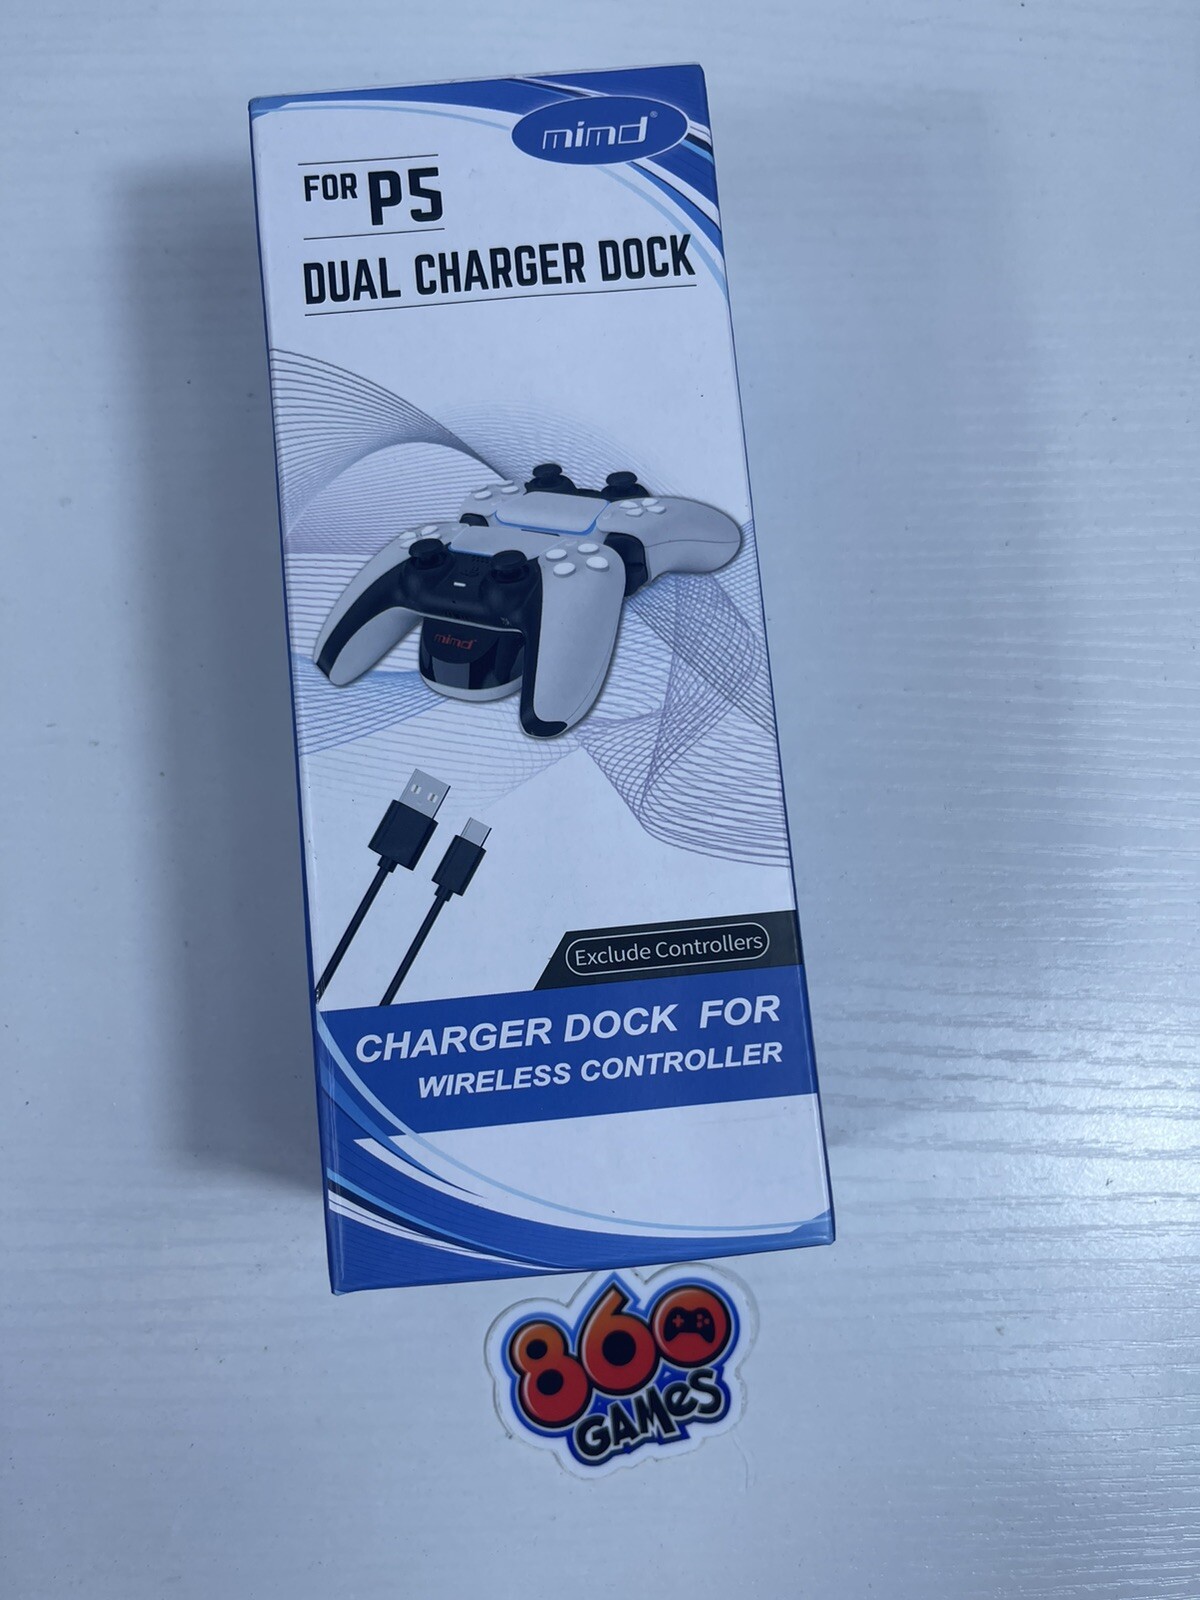 mimd®
FOR P5
DUAL CHARGER DOCK
mimd
Exclude Controllers
CHARGER DOCK FOR
WIRELESS CONTROLLER
860
GAMeS